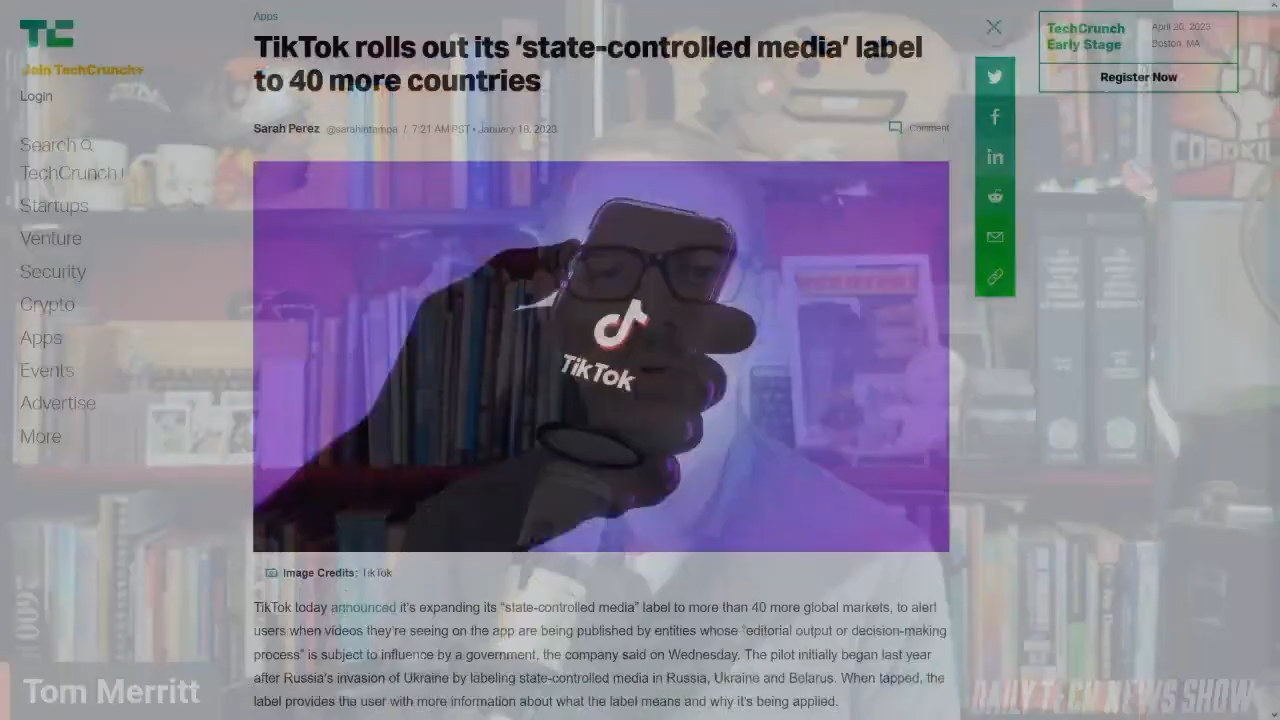 TC
Join TechCrunch+
Login
Search
TechCrunch+
Startups
Venture
Security
Crypto
Apps
Events
Advertise
More
Apps
TikTok rolls out its 'state-controlled media' label
to 40 more countries
Sarah Perez @sarahintampa / 7:21 AM PST • January 18, 2023
Comment
TikTok
Image Credits: TikTok
TikTok today announced it's expanding its "state-controlled media" label to more than 40 more global markets, to alert
users when videos they're seeing on the app are being published by entities whose "editorial output or decision-making
process" is subject to influence by a government, the company said on Wednesday. The pilot initially began last year
after Russia's invasion of Ukraine by labeling state-controlled media in Russia, Ukraine and Belarus. When tapped, the
label provides the user with more information about what the label means and why it's being applied.
TechCrunch
Early Stage
April 20, 2023
Boston, MA
Register Now
Tom Merritt
DAILY TECH NEWS SHOW